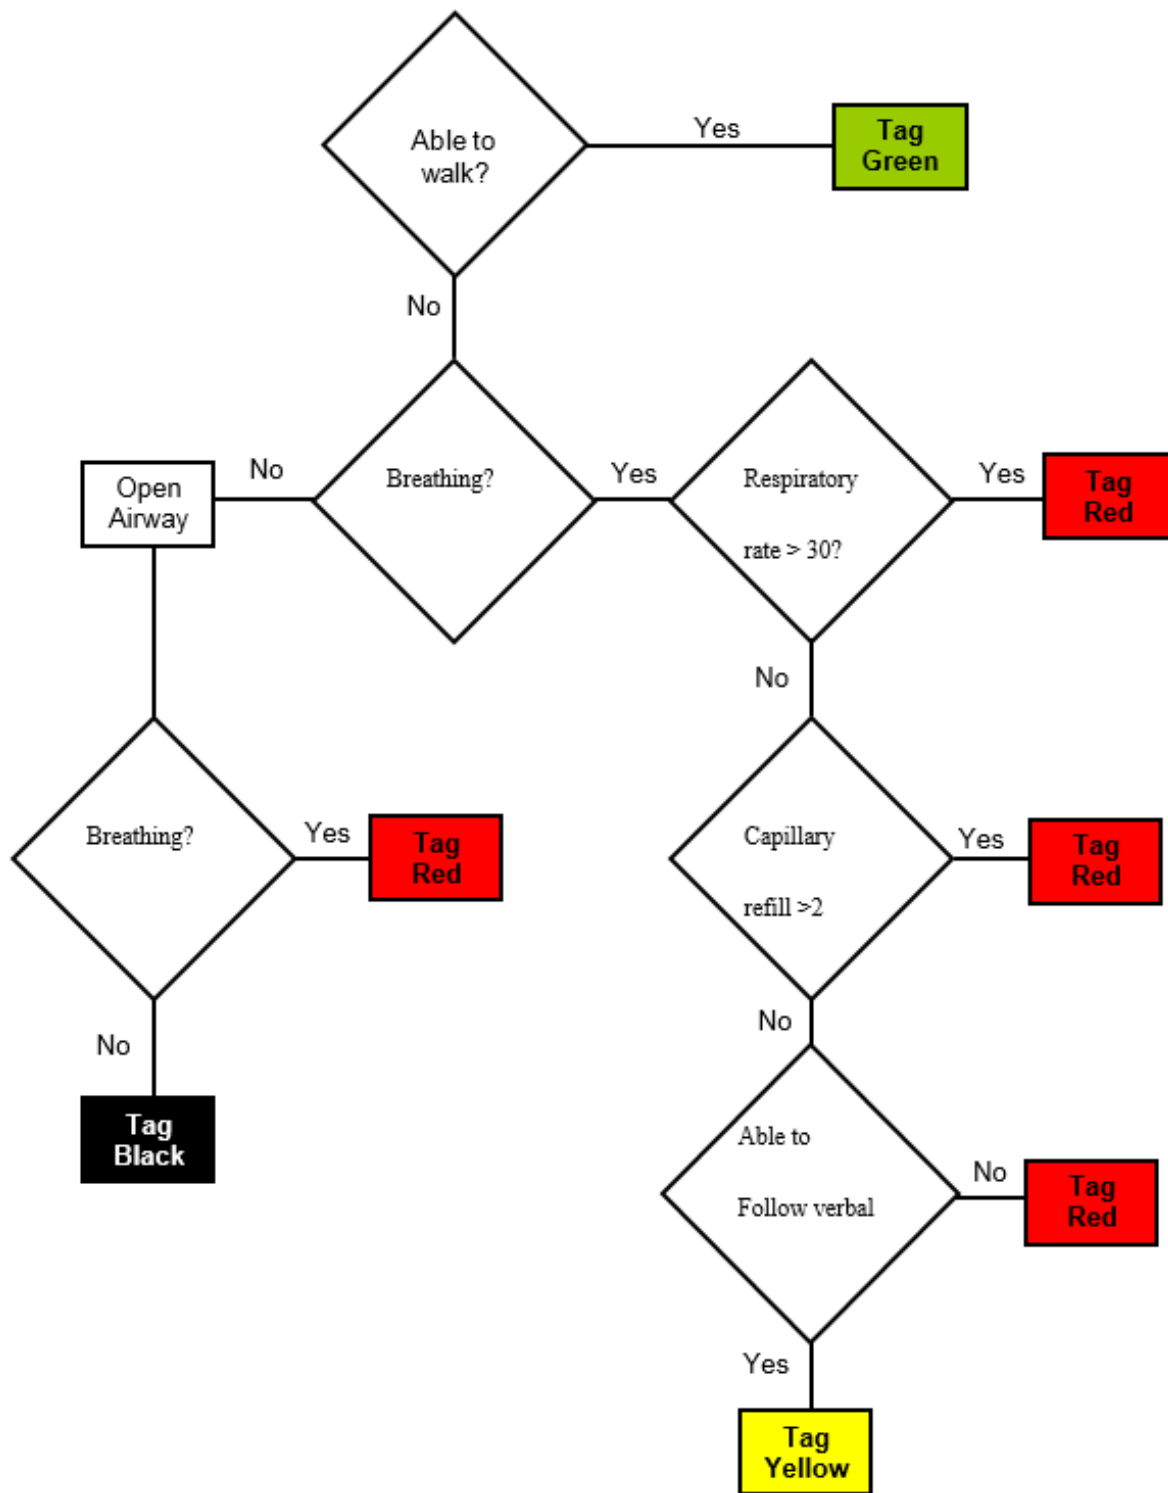 Able to
walk?
Yes
Tag
Green
No
Breathing?
No
Open
Airway
Yes
Respiratory
rate > 30?
Yes
Tag
Red
No
Breathing?
Yes
Tag
Red
No
Tag
Black
Capillary
refill >2
Yes
Tag
Red
No
Able to
Follow verbal
No
Tag
Red
Yes
Tag
Yellow